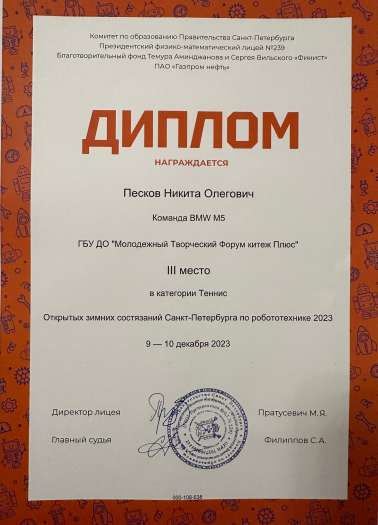 Комитет по образованию Правительства Санкт-Петербурга
Президентский физико-математический лицей №239
Благотворительный фонд Темура Аминджанова и Сергея Вильского «Финист»
ПАО «Газпром нефть»
ДИПЛОМ
НАГРАЖДАЕТСЯ
Песков Никита Олегович
Команда BMW M5
ГБУ ДО "Молодежный Творческий Форум китеж Плюс"
III место
в категории Теннис
Открытых зимних состязаний Санкт-Петербурга по робототехнике 2023
9 — 10 декабря 2023
Директор лицея
Пратусевич М.Я.
Главный судья
Филиппов С.А.